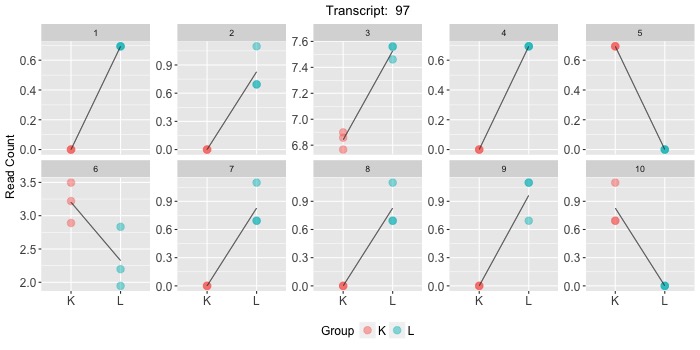 Transcript: 97
1 2 3 4 5
0.6 0.9 7.6 0.6 0.6
0.4 0.6 7.4 0.4 0.4
0.2 0.3 7.2 0.2 0.2
0.0 0.0 7.0 0.0 0.0
6.8
Read Count
6 7 8 9 10
3.5 0.9 0.9 0.9 0.9
3.0 0.6 0.6 0.6 0.6
2.5 0.3 0.3 0.3 0.3
2.0 0.0 0.0 0.0 0.0
K L K L K L K L K L
Group K L